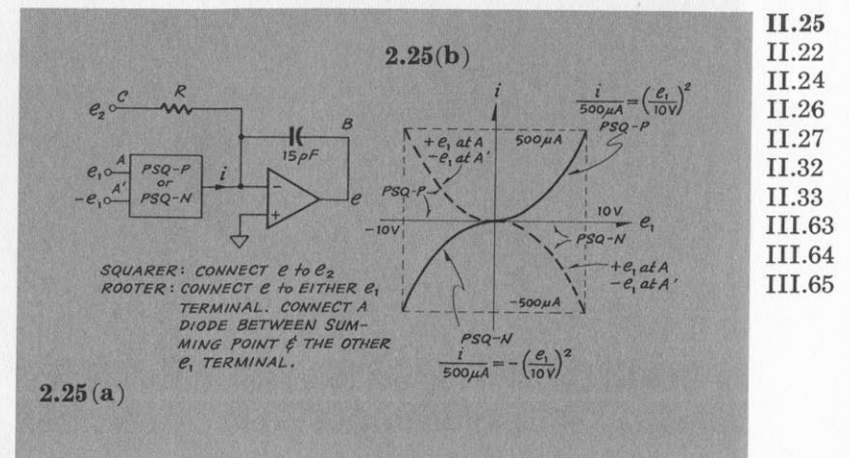 2.25(b)
II.25
II.22
II.24
II.26
II.27
II.32
II.33
III.63
III.64
III.65
e₂ C R
B
15pF
e₁ A
A'
-e₁
PSQ-P
or
PSQ-N
i
-
+
e
SQUARER: CONNECT e to e₂
ROOTER: CONNECT e to EITHER e₁
TERMINAL. CONNECT A
DIODE BETWEEN SUM-
MING POINT & THE OTHER
e₁ TERMINAL.
2.25(a)
i
i/500μA = (e₁/10V)²
PSQ-P
500μA
+e₁ at A
-e₁ at A'
PSQ-P
-10V
10V
e₁
PSQ-N
+e₁ at A
-e₁ at A'
-500μA
PSQ-N
i/500μA = -(e₁/10V)²